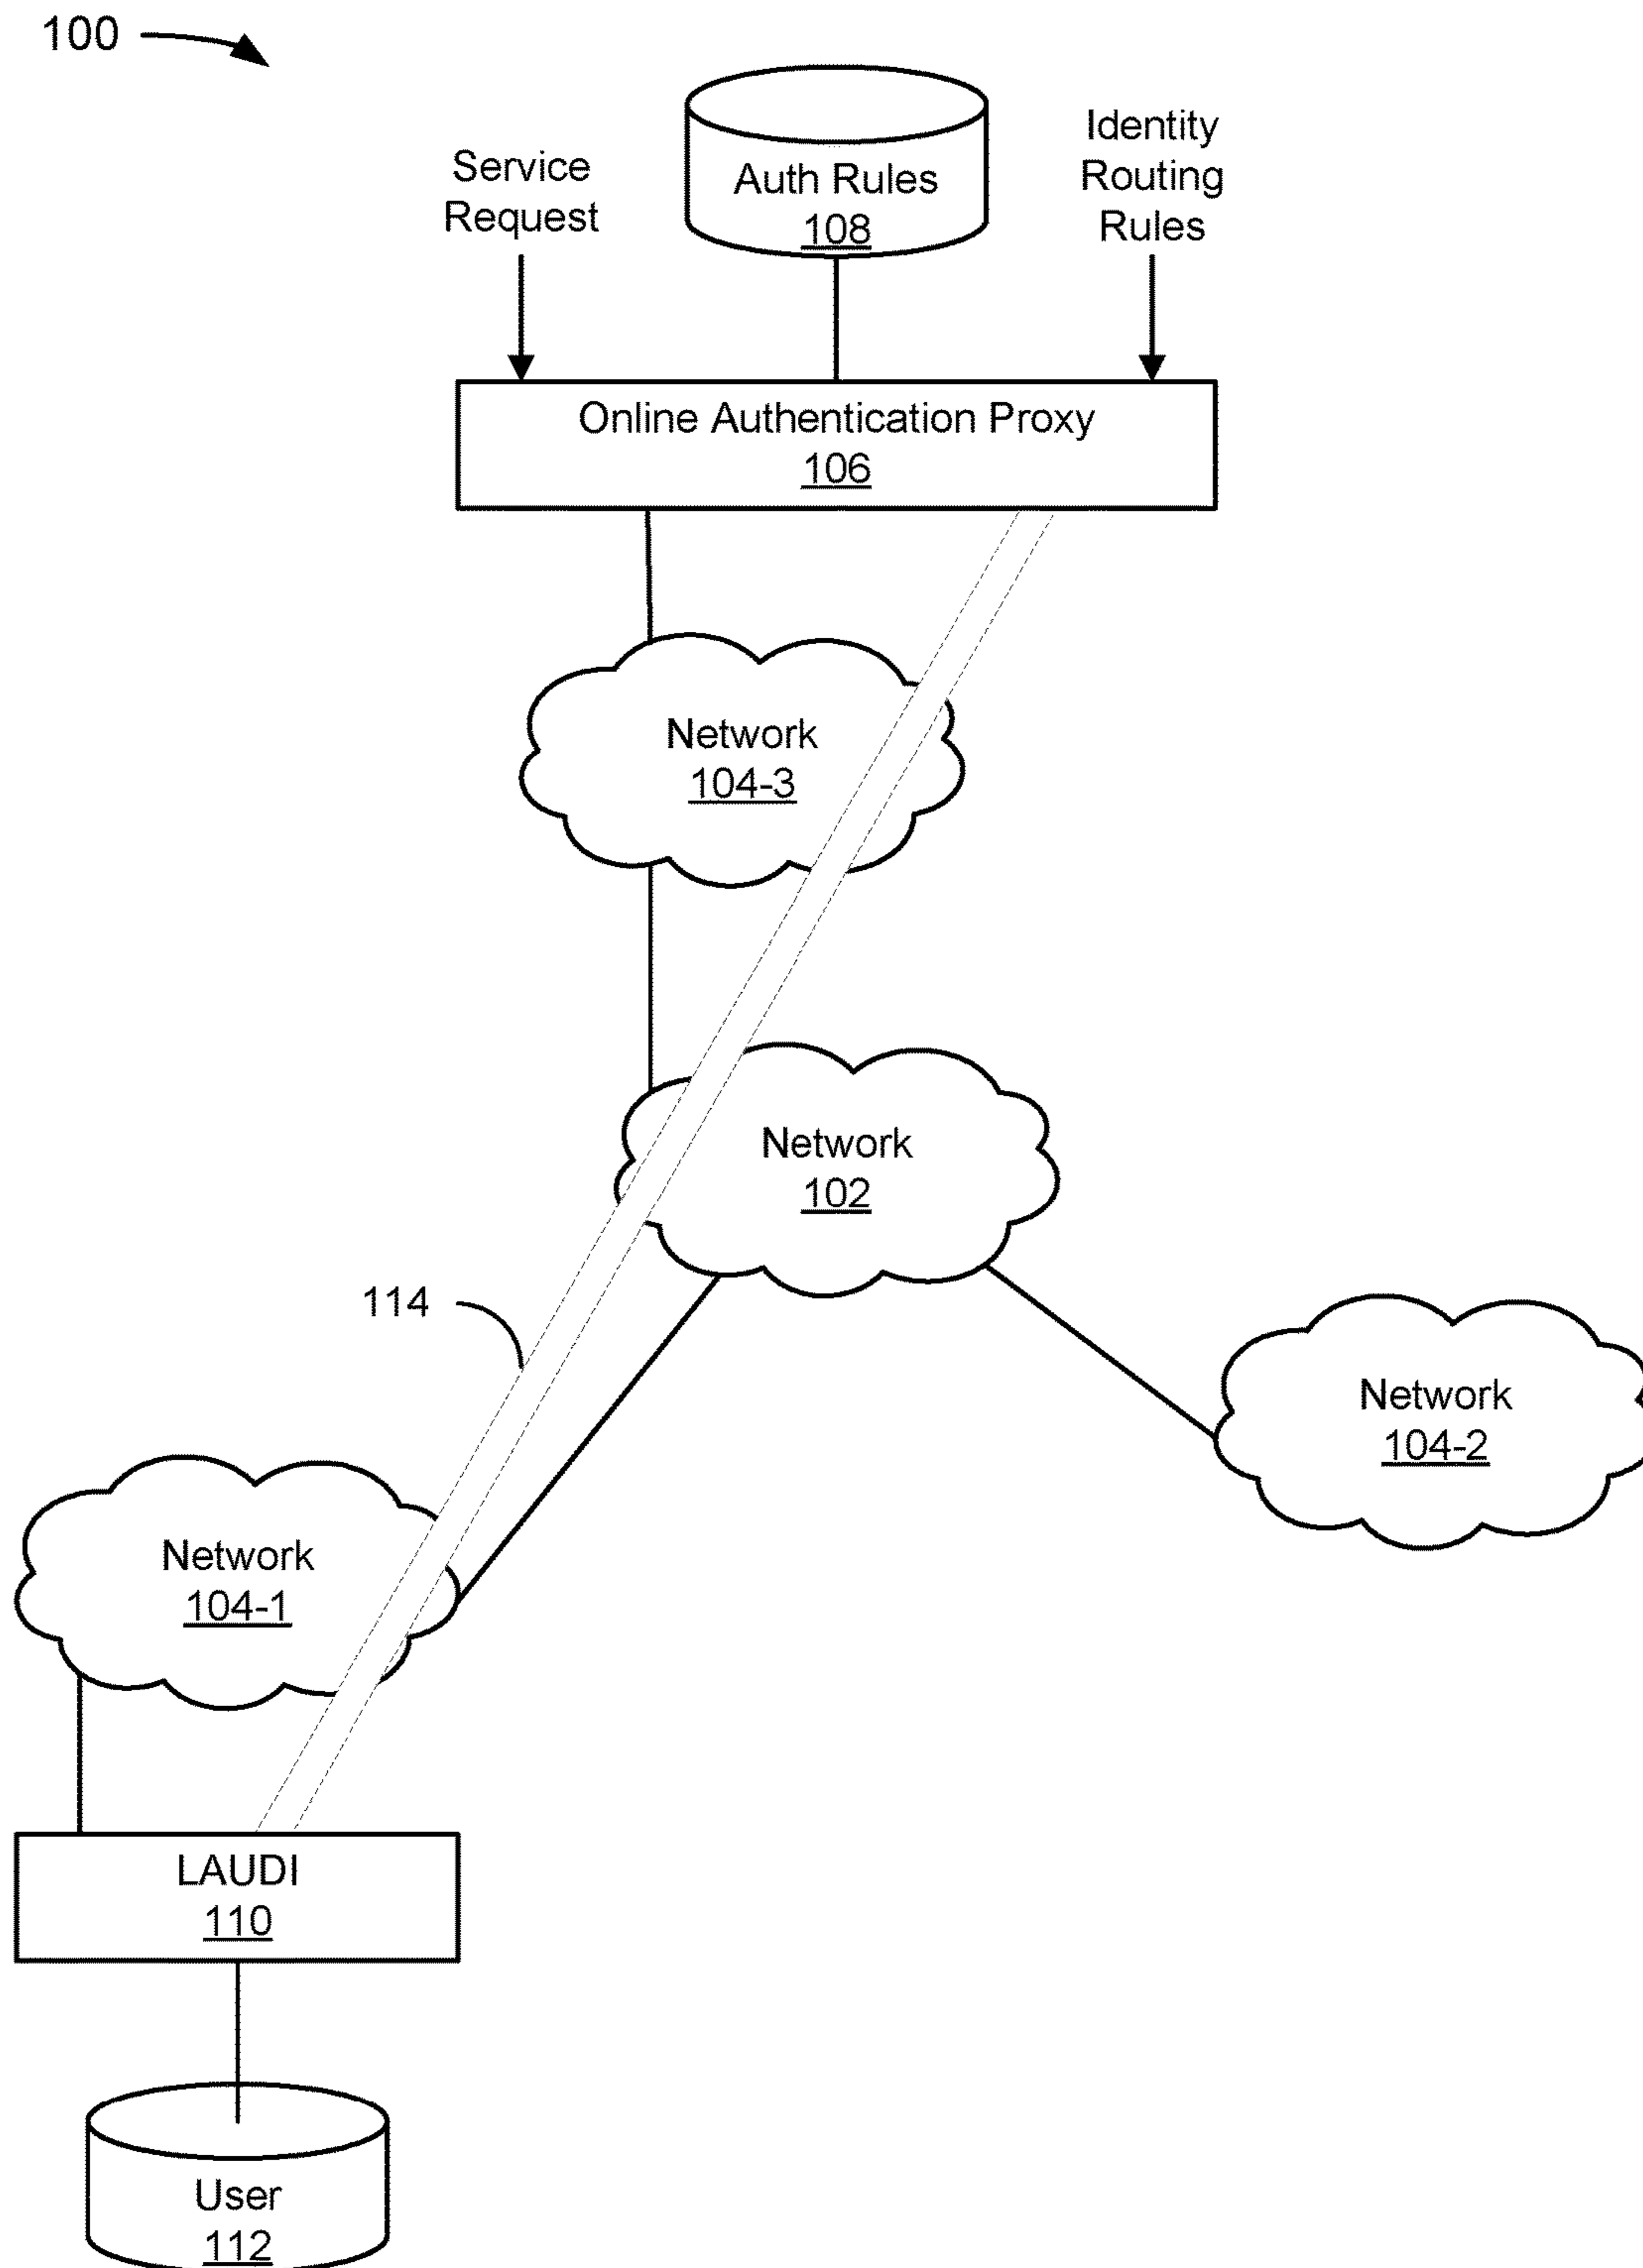 100
Service
Request
Auth Rules
108
Identity
Routing
Rules
Online Authentication Proxy
106
Network
104-3
Network
102
114
Network
104-2
Network
104-1
LAUDI
110
User
112